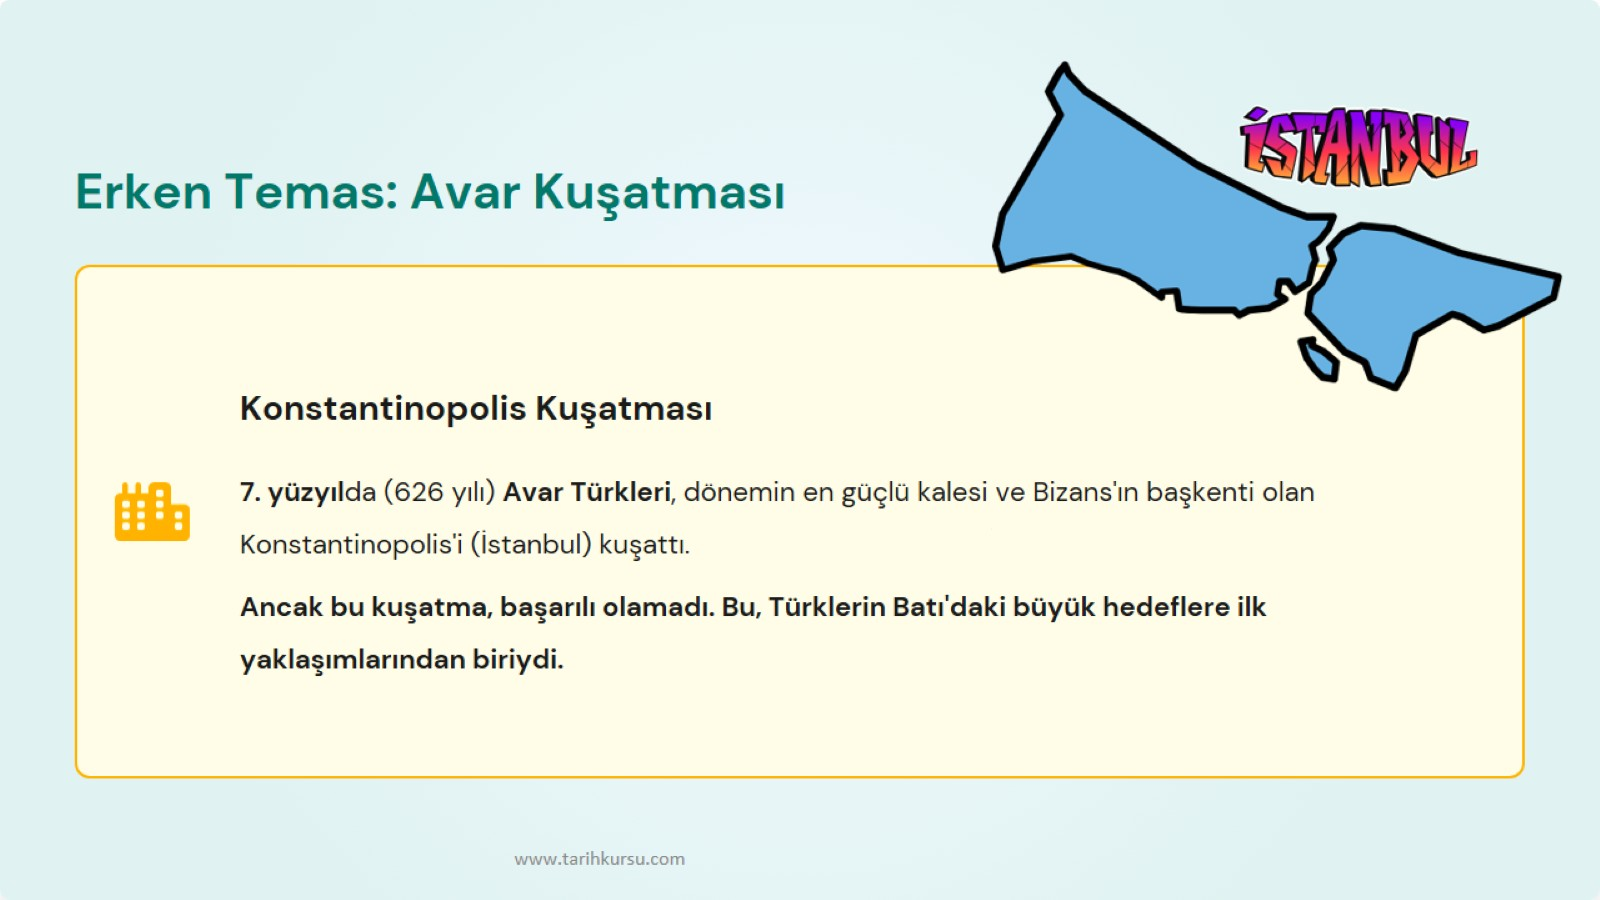 İSTANBUL
Erken Temas: Avar Kuşatması
Konstantinopolis Kuşatması
7. yüzyılda (626 yılı) Avar Türkleri, dönemin en güçlü kalesi ve Bizans'ın başkenti olan
Konstantinopolis'i (İstanbul) kuşattı.
Ancak bu kuşatma, başarılı olamadı. Bu, Türklerin Batı'daki büyük hedeflere ilk
yaklaşımlarından biriydi.
www.tarihkursu.com